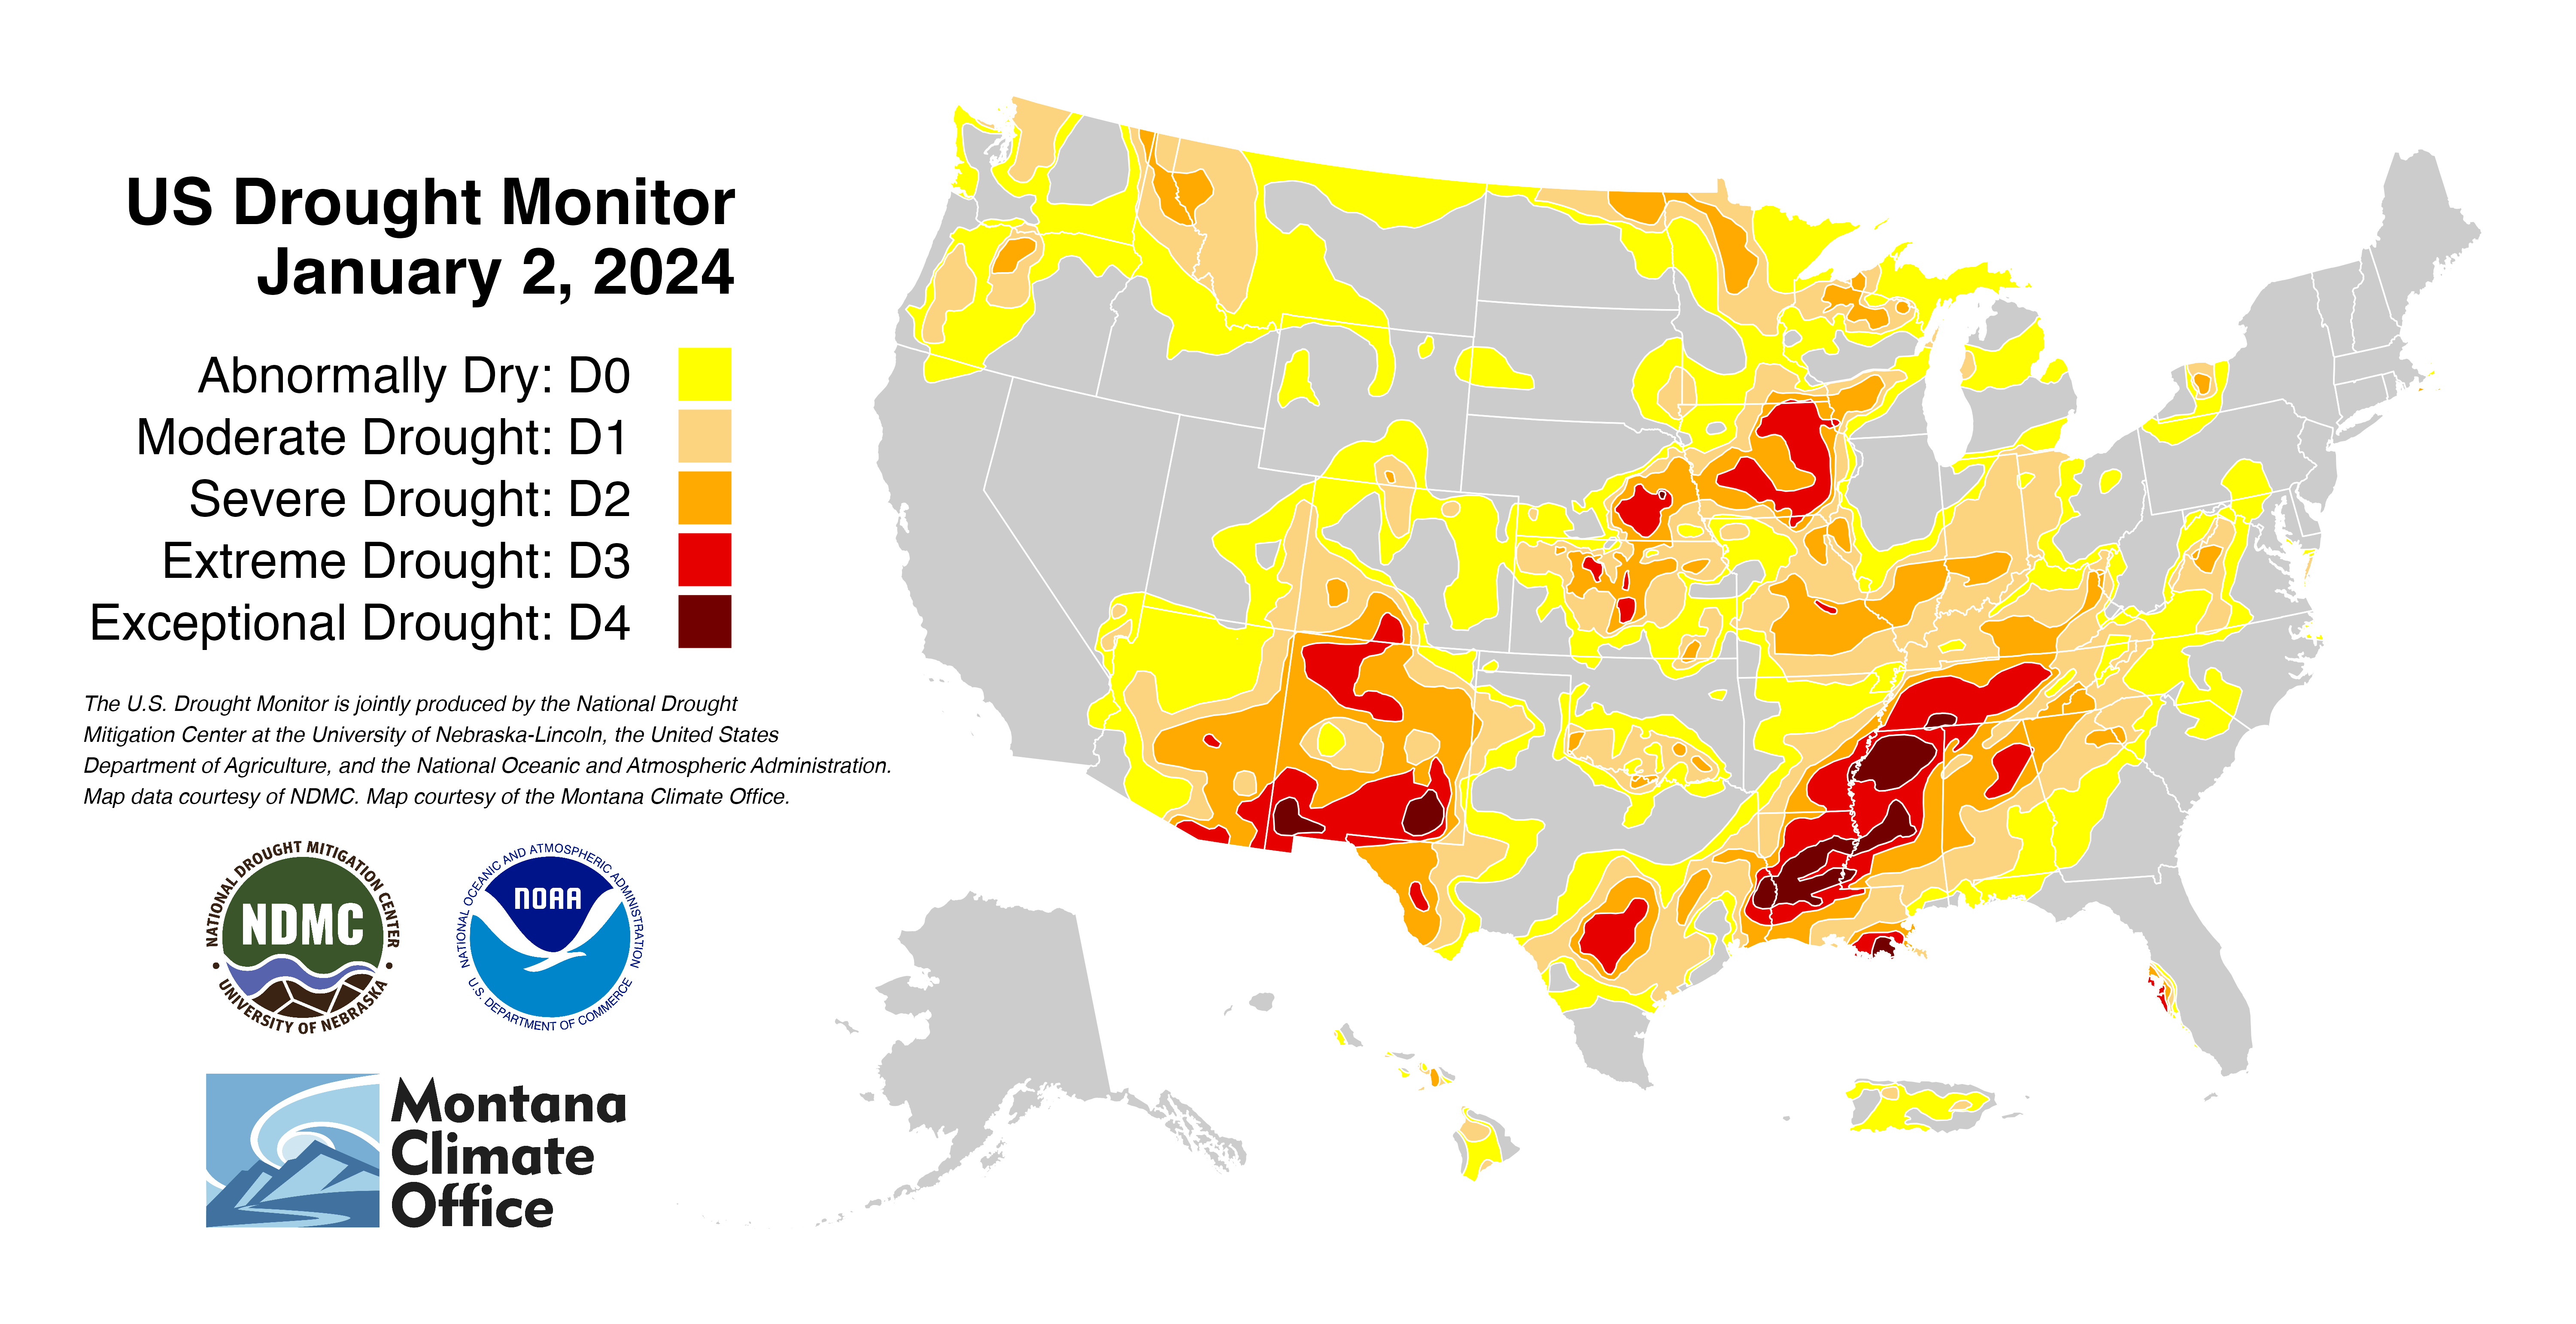 US Drought Monitor
January 2, 2024
Abnormally Dry: D0
Moderate Drought: D1
Severe Drought: D2
Extreme Drought: D3
Exceptional Drought: D4
The U.S. Drought Monitor is jointly produced by the National Drought
Mitigation Center at the University of Nebraska-Lincoln, the United States
Department of Agriculture, and the National Oceanic and Atmospheric Administration.
Map data courtesy of NDMC. Map courtesy of the Montana Climate Office.
NATIONAL DROUGHT MITIGATION CENTER
NDMC
• UNIVERSITY OF NEBRASKA •
NATIONAL OCEANIC AND ATMOSPHERIC ADMINISTRATION
NOAA
U.S. DEPARTMENT OF COMMERCE
Montana
Climate
Office